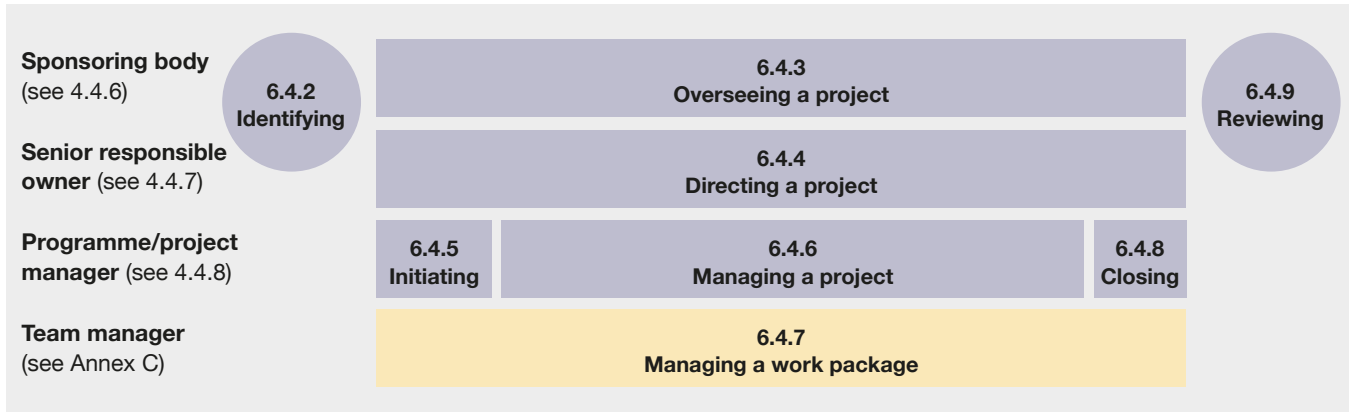 Sponsoring body
(see 4.4.6)
6.4.2
Identifying
6.4.3
Overseeing a project
6.4.9
Reviewing
Senior responsible
owner (see 4.4.7)
6.4.4
Directing a project
Programme/project
manager (see 4.4.8)
6.4.5
Initiating
6.4.6
Managing a project
6.4.8
Closing
Team manager
(see Annex C)
6.4.7
Managing a work package